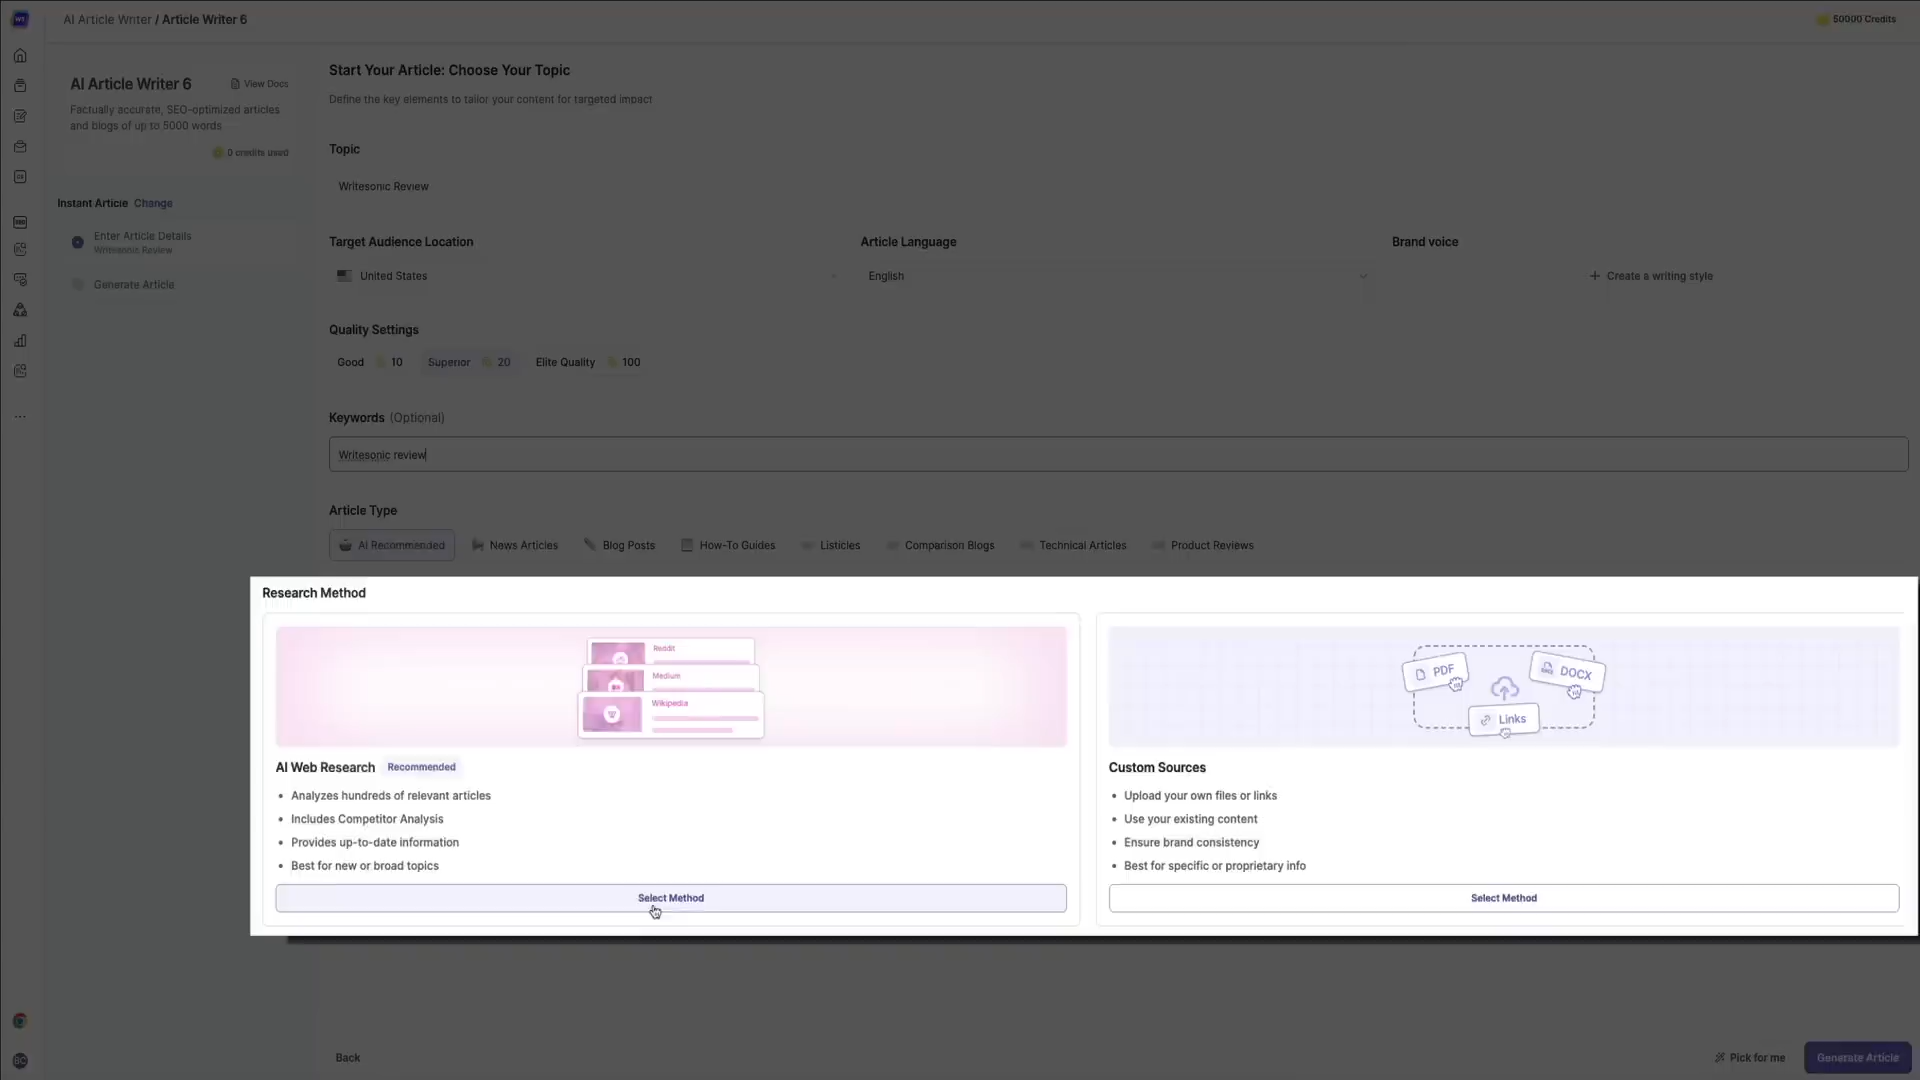 AI Article Writer / Article Writer 6
50000 Credits
AI Article Writer 6
View Docs
Factually accurate, SEO-optimized articles
and blogs of up to 5000 words
0 credits used
Instant Article Change
Enter Article Details
Writesonic Review
Generate Article
Start Your Article: Choose Your Topic
Define the key elements to tailor your content for targeted impact
Topic
Writesonic Review
Target Audience Location
Article Language
Brand voice
United States
English
Create a writing style
Quality Settings
Good 10 Superior 20 Elite Quality 100
Keywords (Optional)
Writesonic review
Article Type
AI Recommended News Articles Blog Posts How-To Guides Listicles Comparison Blogs Technical Articles Product Reviews
Research Method
Reddit
Medium
Wikipedia
AI Web Research Recommended
Analyzes hundreds of relevant articles
Includes Competitor Analysis
Provides up-to-date information
Best for new or broad topics
Select Method
PDF
DOCX
Links
Custom Sources
Upload your own files or links
Use your existing content
Ensure brand consistency
Best for specific or proprietary info
Select Method
Back
Pick for me
Generate Article